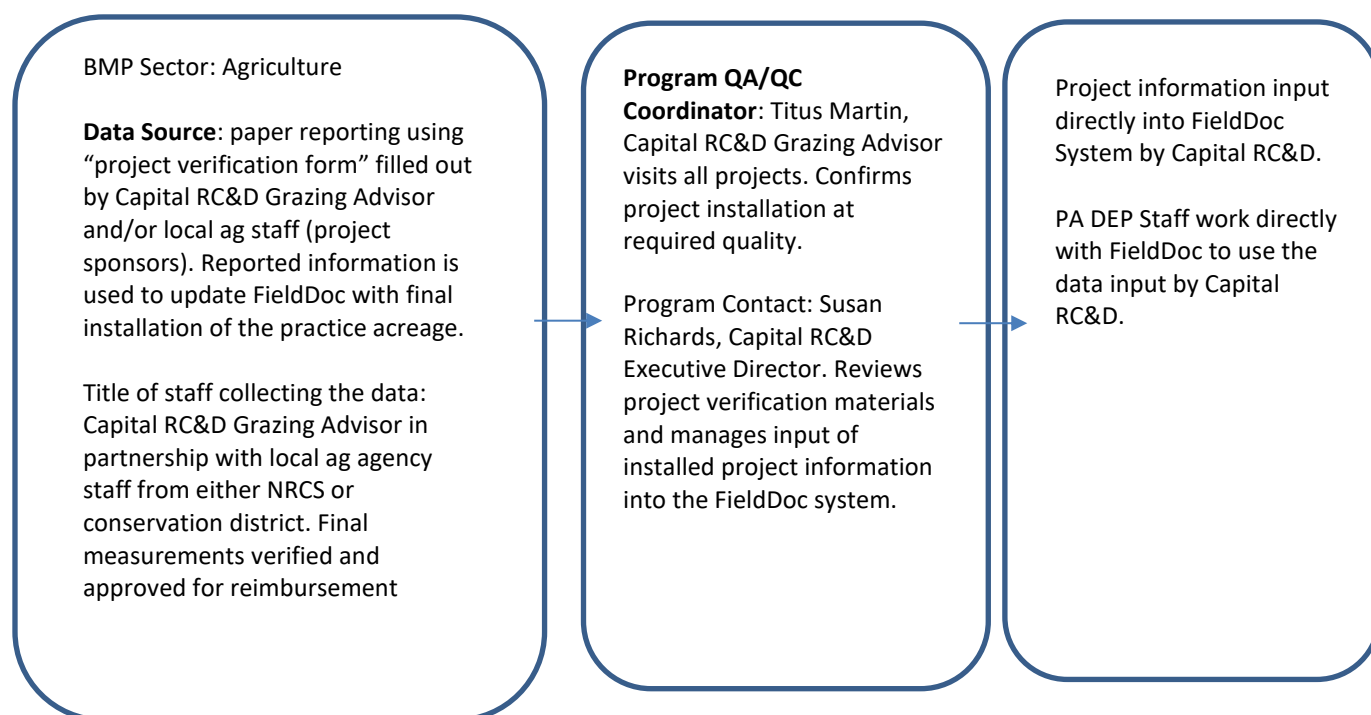 BMP Sector: Agriculture
Data Source: paper reporting using
“project verification form” filled out
by Capital RC&D Grazing Advisor
and/or local ag staff (project
sponsors). Reported information is
used to update FieldDoc with final
installation of the practice acreage.
Title of staff collecting the data:
Capital RC&D Grazing Advisor in
partnership with local ag agency
staff from either NRCS or
conservation district. Final
measurements verified and
approved for reimbursement
Program QA/QC
Coordinator: Titus Martin,
Capital RC&D Grazing Advisor
visits all projects. Confirms
project installation at
required quality.
Program Contact: Susan
Richards, Capital RC&D
Executive Director. Reviews
project verification materials
and manages input of
installed project information
into the FieldDoc system.
Project information input
directly into FieldDoc
System by Capital RC&D.
PA DEP Staff work directly
with FieldDoc to use the
data input by Capital
RC&D.